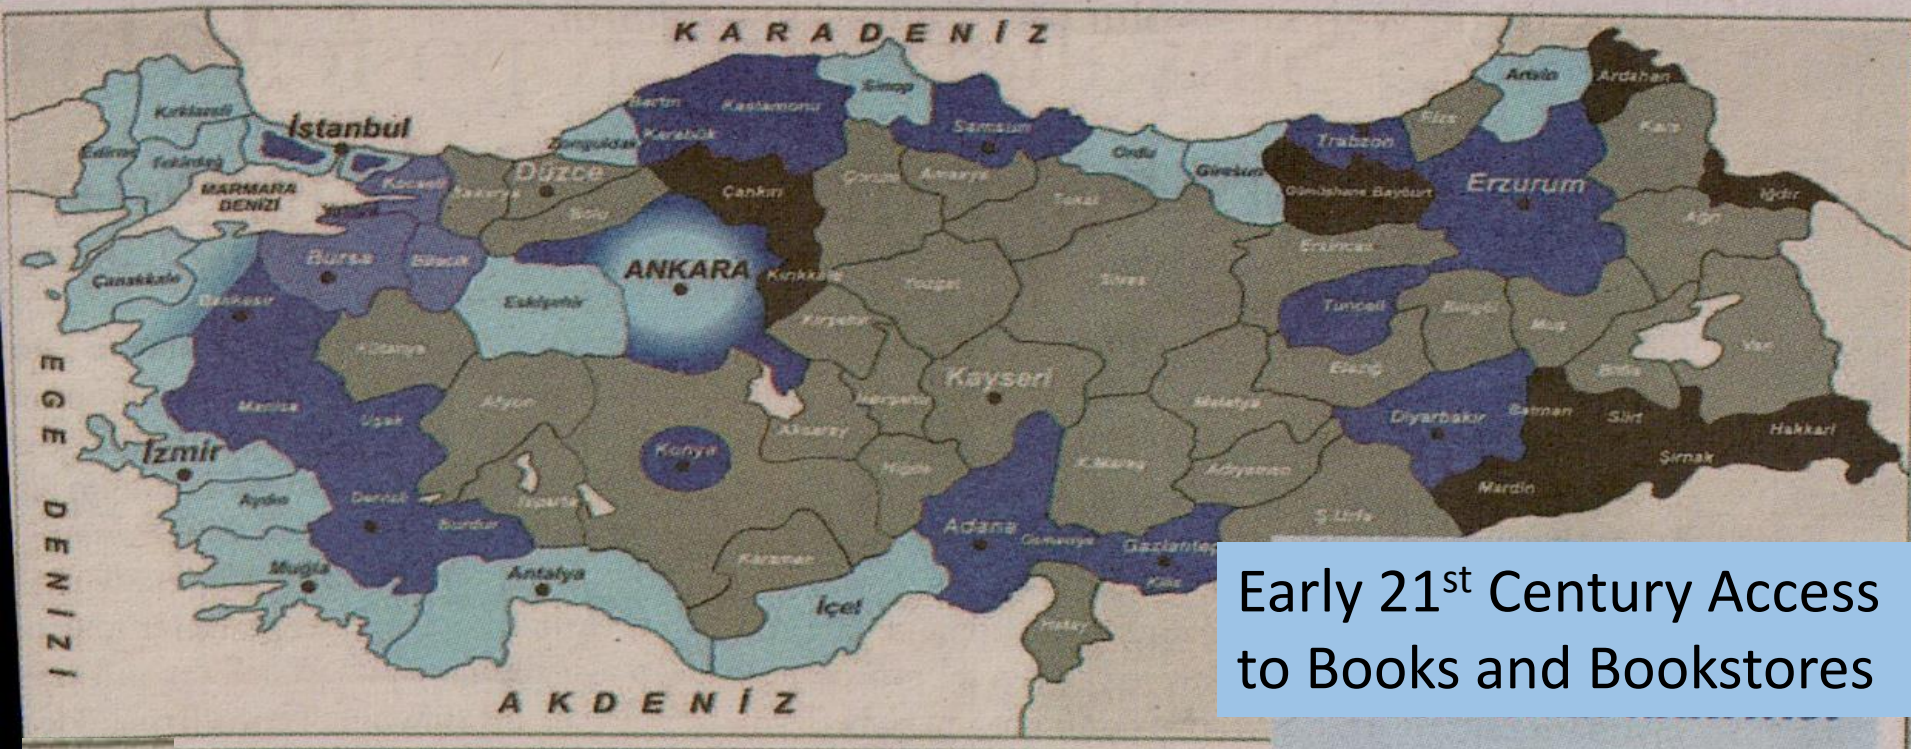 KARADENİZ
Artvin
Ardahan
Sinop
Kırklareli
Bartın
Kastamonu
Rize
Kars
İstanbul
Samsun
Zonguldak
Karabük
Trabzon
Edirne
Tekirdağ
Ordu
Düzce
Çorum
Amasya
Giresun
Kocaeli
Sakarya
Çankırı
Gümüşhane Bayburt
Erzurum
Iğdır
MARMARA
DENİZİ
Bolu
Tokat
Ağrı
Erzincan
Bursa
Bilecik
ANKARA
Kırıkkale
Çanakkale
Yozgat
Sivas
Balıkesir
Eskişehir
Tunceli
Bingöl
Muş
Kırşehir
Kütahya
Van
Elazığ
Bitlis
Kayseri
EGE DENİZİ
Manisa
Uşak
Afyon
Nevşehir
Malatya
Diyarbakır
Batman
Siirt
Hakkari
Aksaray
İzmir
Konya
Şırnak
Niğde
K.Maraş
Adıyaman
Mardin
Aydın
Denizli
Isparta
Burdur
Adana
Osmaniye
Ş.Urfa
Gaziantep
Karaman
Muğla
Antalya
Kilis
İçel
Hatay
AKDENİZ
Early 21st Century Access
to Books and Bookstores